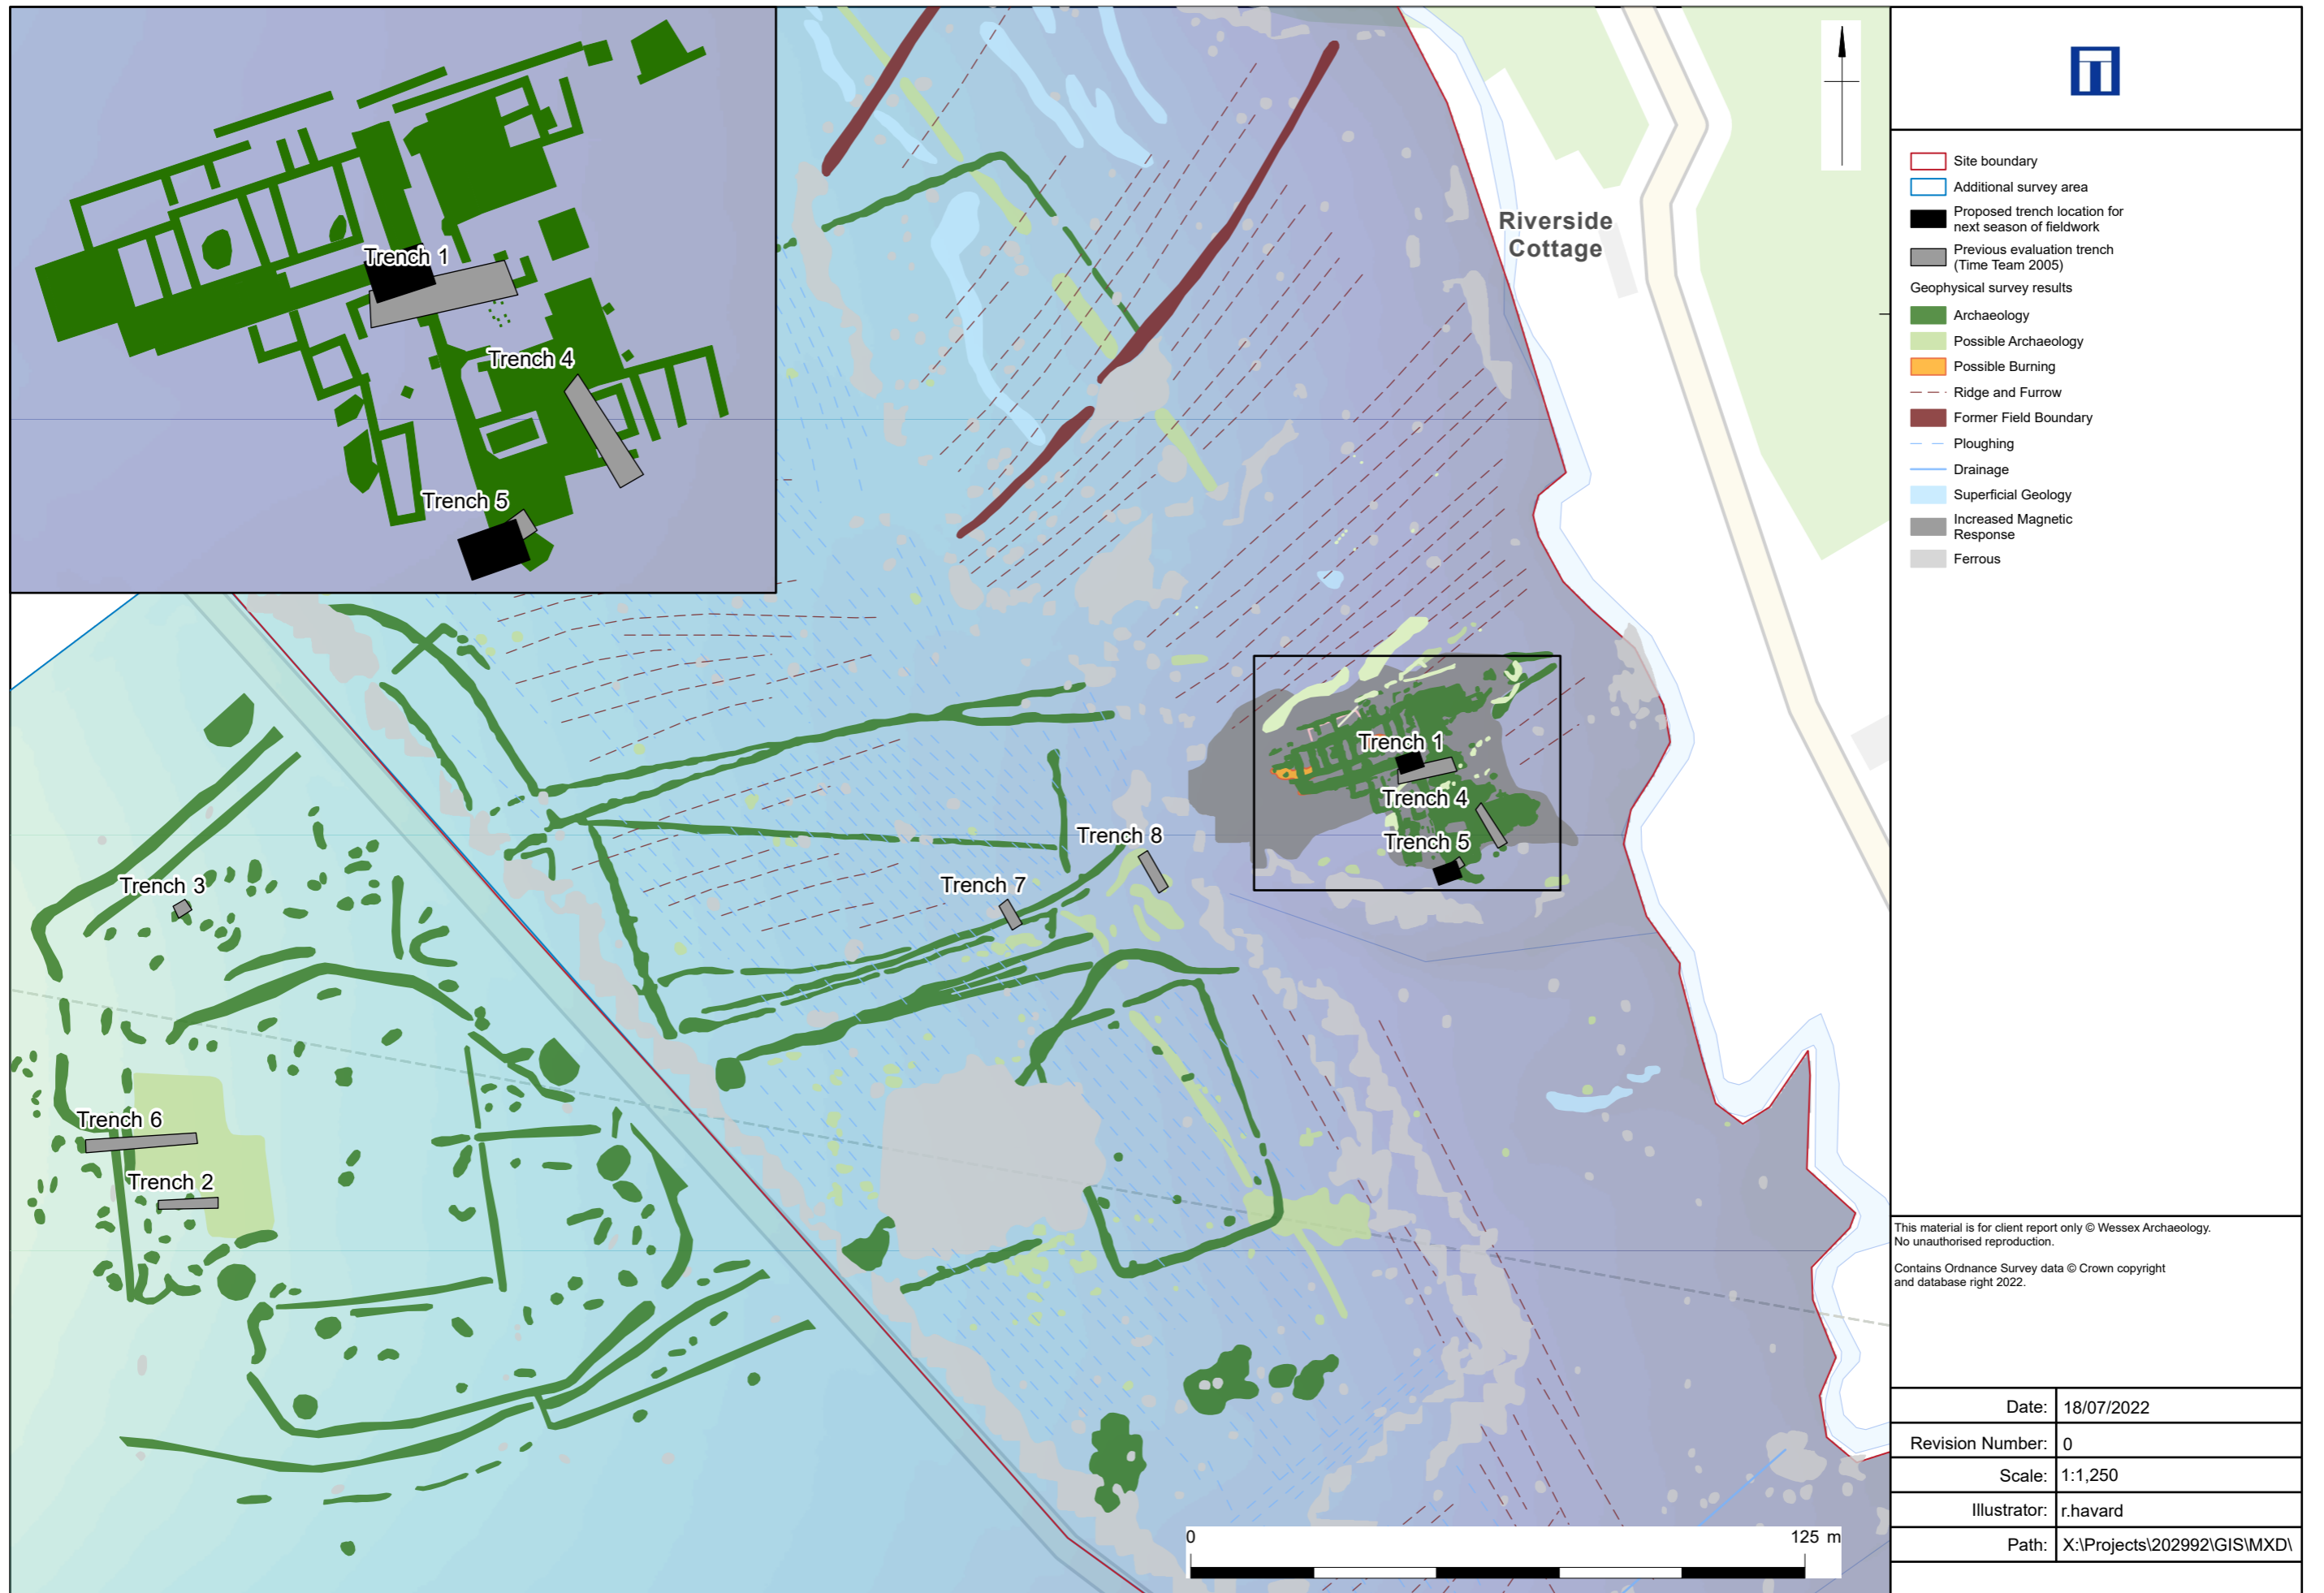 Trench 1
Trench 4
Trench 5
Riverside
Cottage
Trench 1
Trench 4
Trench 5
Trench 8
Trench 7
Trench 3
Trench 6
Trench 2
0
125 m
Site boundary
Additional survey area
Proposed trench location for
next season of fieldwork
Previous evaluation trench
(Time Team 2005)
Geophysical survey results
Archaeology
Possible Archaeology
Possible Burning
Ridge and Furrow
Former Field Boundary
Ploughing
Drainage
Superficial Geology
Increased Magnetic
Response
Ferrous
This material is for client report only © Wessex Archaeology.
No unauthorised reproduction.
Contains Ordnance Survey data © Crown copyright
and database right 2022.
Date: 18/07/2022
Revision Number: 0
Scale: 1:1,250
Illustrator: r.havard
Path: X:\Projects\202992\GIS\MXD\